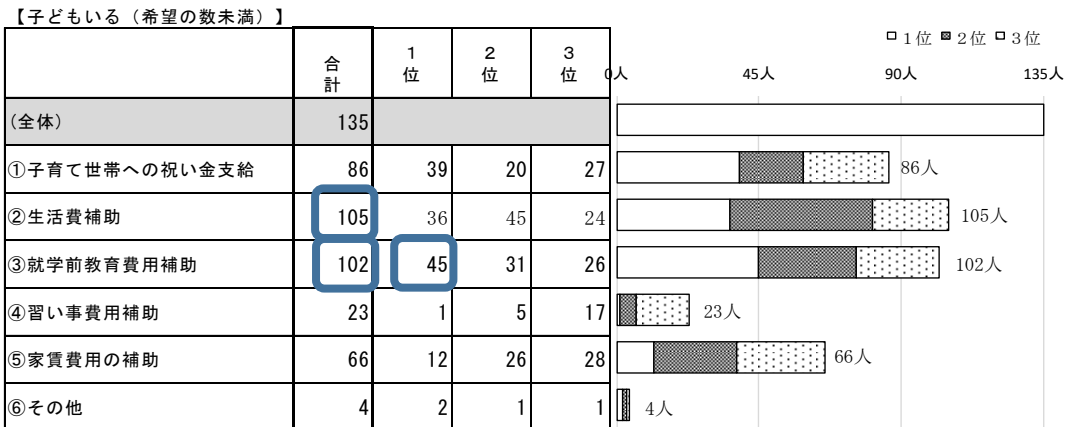 【子どもいる（希望の数未満）】
合計 1位 2位 3位
□1位 ■2位 □3位
0人 45人 90人 135人
(全体) 135
①子育て世帯への祝い金支給 86 39 20 27 86人
②生活費補助 105 36 45 24 105人
③就学前教育費用補助 102 45 31 26 102人
④習い事費用補助 23 1 5 17 23人
⑤家賃費用の補助 66 12 26 28 66人
⑥その他 4 2 1 1 4人